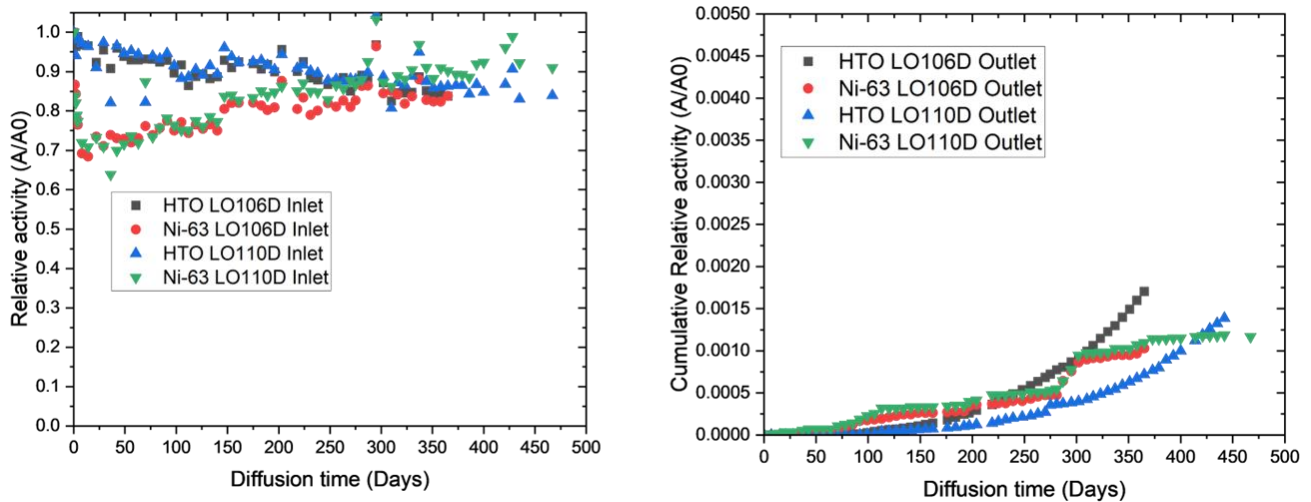 Relative activity (A/A0)
1.0
0.9
0.8
0.7
0.6
0.5
0.4
0.3
0.2
0.1
0.0
HTO LO106D Inlet
Ni-63 LO106D Inlet
HTO LO110D Inlet
Ni-63 LO110D Inlet
0 50 100 150 200 250 300 350 400 450 500
Diffusion time (Days)
Cumulative Relative activity (A/A0)
0.0050
0.0045
0.0040
0.0035
0.0030
0.0025
0.0020
0.0015
0.0010
0.0005
0.0000
HTO LO106D Outlet
Ni-63 LO106D Outlet
HTO LO110D Outlet
Ni-63 LO110D Outlet
0 50 100 150 200 250 300 350 400 450 500
Diffusion time (Days)